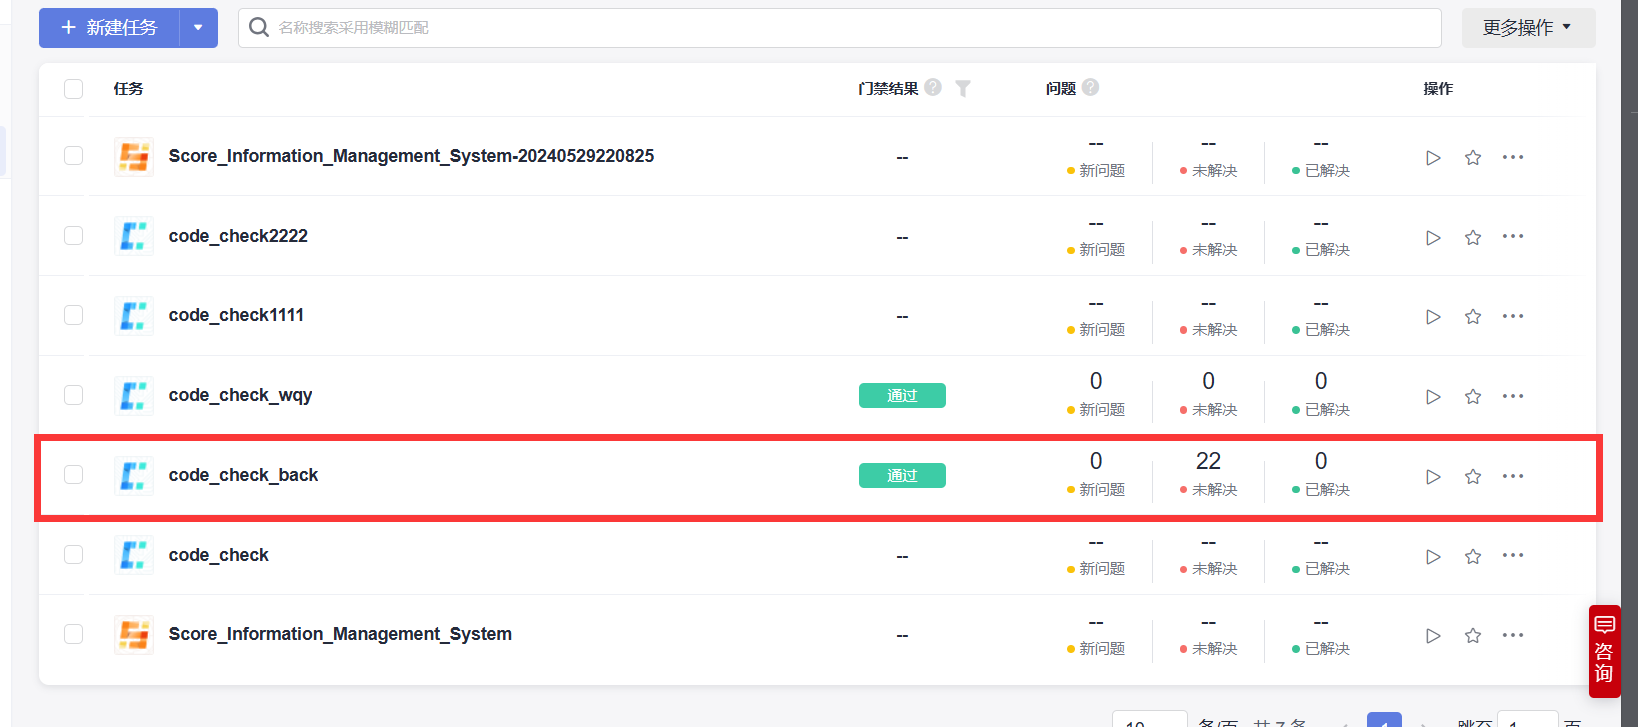 新建任务
名称搜索采用模糊匹配
更多操作
任务 门禁结果 问题 操作
Score_Information_Management_System-20240529220825 -- -- -- --
新问题 未解决 已解决
code_check2222 -- -- -- --
新问题 未解决 已解决
code_check1111 -- -- -- --
新问题 未解决 已解决
code_check_wqy 通过 0 0 0
新问题 未解决 已解决
code_check_back 通过 0 22 0
新问题 未解决 已解决
code_check -- -- -- --
新问题 未解决 已解决
Score_Information_Management_System -- -- -- --
新问题 未解决 已解决
咨询
10 条/页 共 7 条 1 跳至 1 页